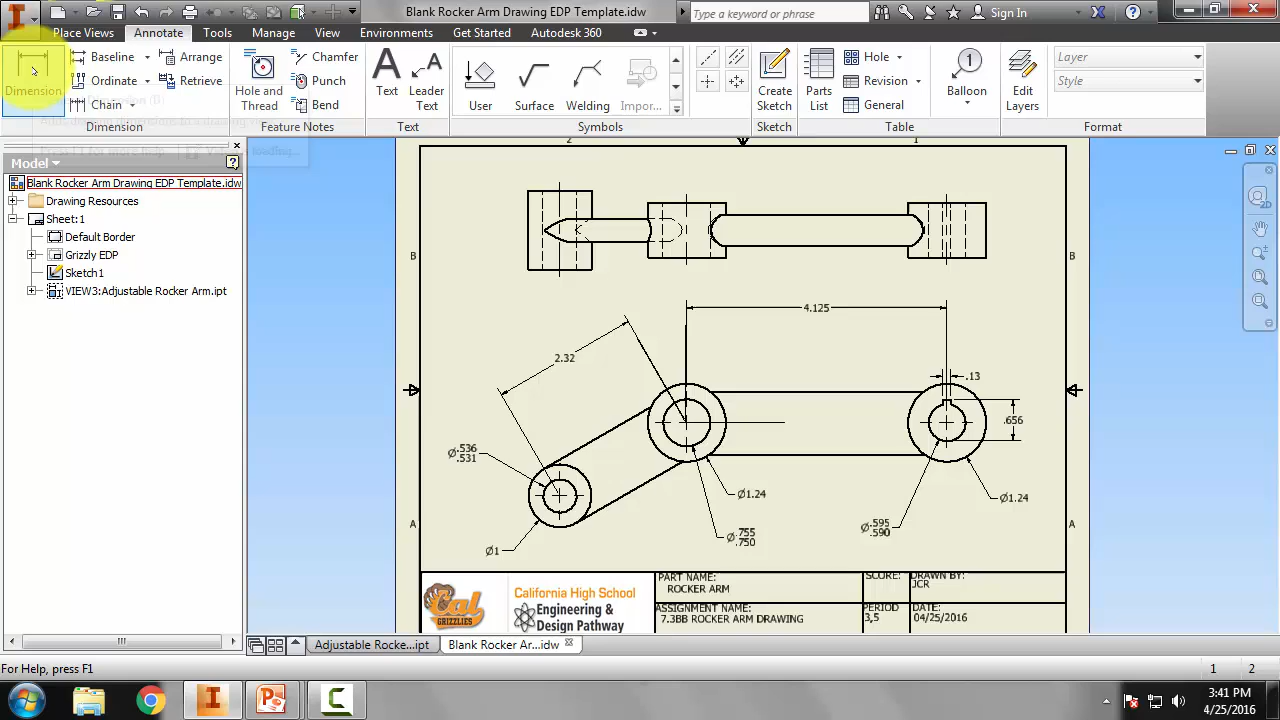 Blank Rocker Arm Drawing EDP Template.idw
Type a keyword or phrase
Sign In
Place Views
Annotate
Tools
Manage
View
Environments
Get Started
Autodesk 360
Dimension
Baseline
Ordinate
Chain
Arrange
Retrieve
Dimension
Hole and
Thread
Chamfer
Punch
Bend
Feature Notes
Text
Leader
Text
Text
User
Surface
Welding
Impor...
Symbols
Create
Sketch
Sketch
Parts
List
Hole
Revision
General
Table
Balloon
Edit
Layers
Layer
Style
Format
Model
Blank Rocker Arm Drawing EDP Template.idw
Drawing Resources
Sheet:1
Default Border
Grizzly EDP
Sketch1
VIEW3:Adjustable Rocker Arm.ipt
2
1
B
B
A
A
4.125
2.32
.13
.656
Ø.536
.531
Ø1
Ø1.24
Ø.755
.750
Ø.595
.590
Ø1.24
Cal
GRIZZLIES
California High School
Engineering &
Design Pathway
PART NAME:
ROCKER ARM
SCORE:
DRAWN BY:
JCR
ASSIGNMENT NAME:
7.3BB ROCKER ARM DRAWING
PERIOD
3,5
DATE:
04/25/2016
Adjustable Rocke...ipt
Blank Rocker Ar...idw
For Help, press F1
1
2
3:41 PM
4/25/2016